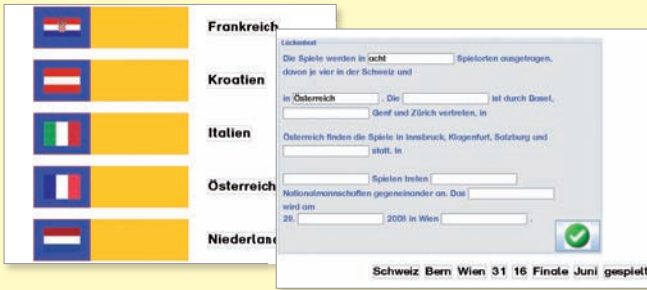 Frankreich
Kroatien
Italien
Österreich
Niederland
Lückentext
Die Spiele werden in acht Spielorten ausgetragen,
davon je vier in der Schweiz und
in Österreich . Die ist durch Basel,
Genf und Zürich vertreten, in
Österreich finden die Spiele in Innsbruck, Klagenfurt, Salzburg und
statt. In
Spielen treten
Nationalmannschaften gegeneinander an. Das
wird am
29. 2008 in Wien .
Schweiz Bern Wien 31 16 Finale Juni gespielt